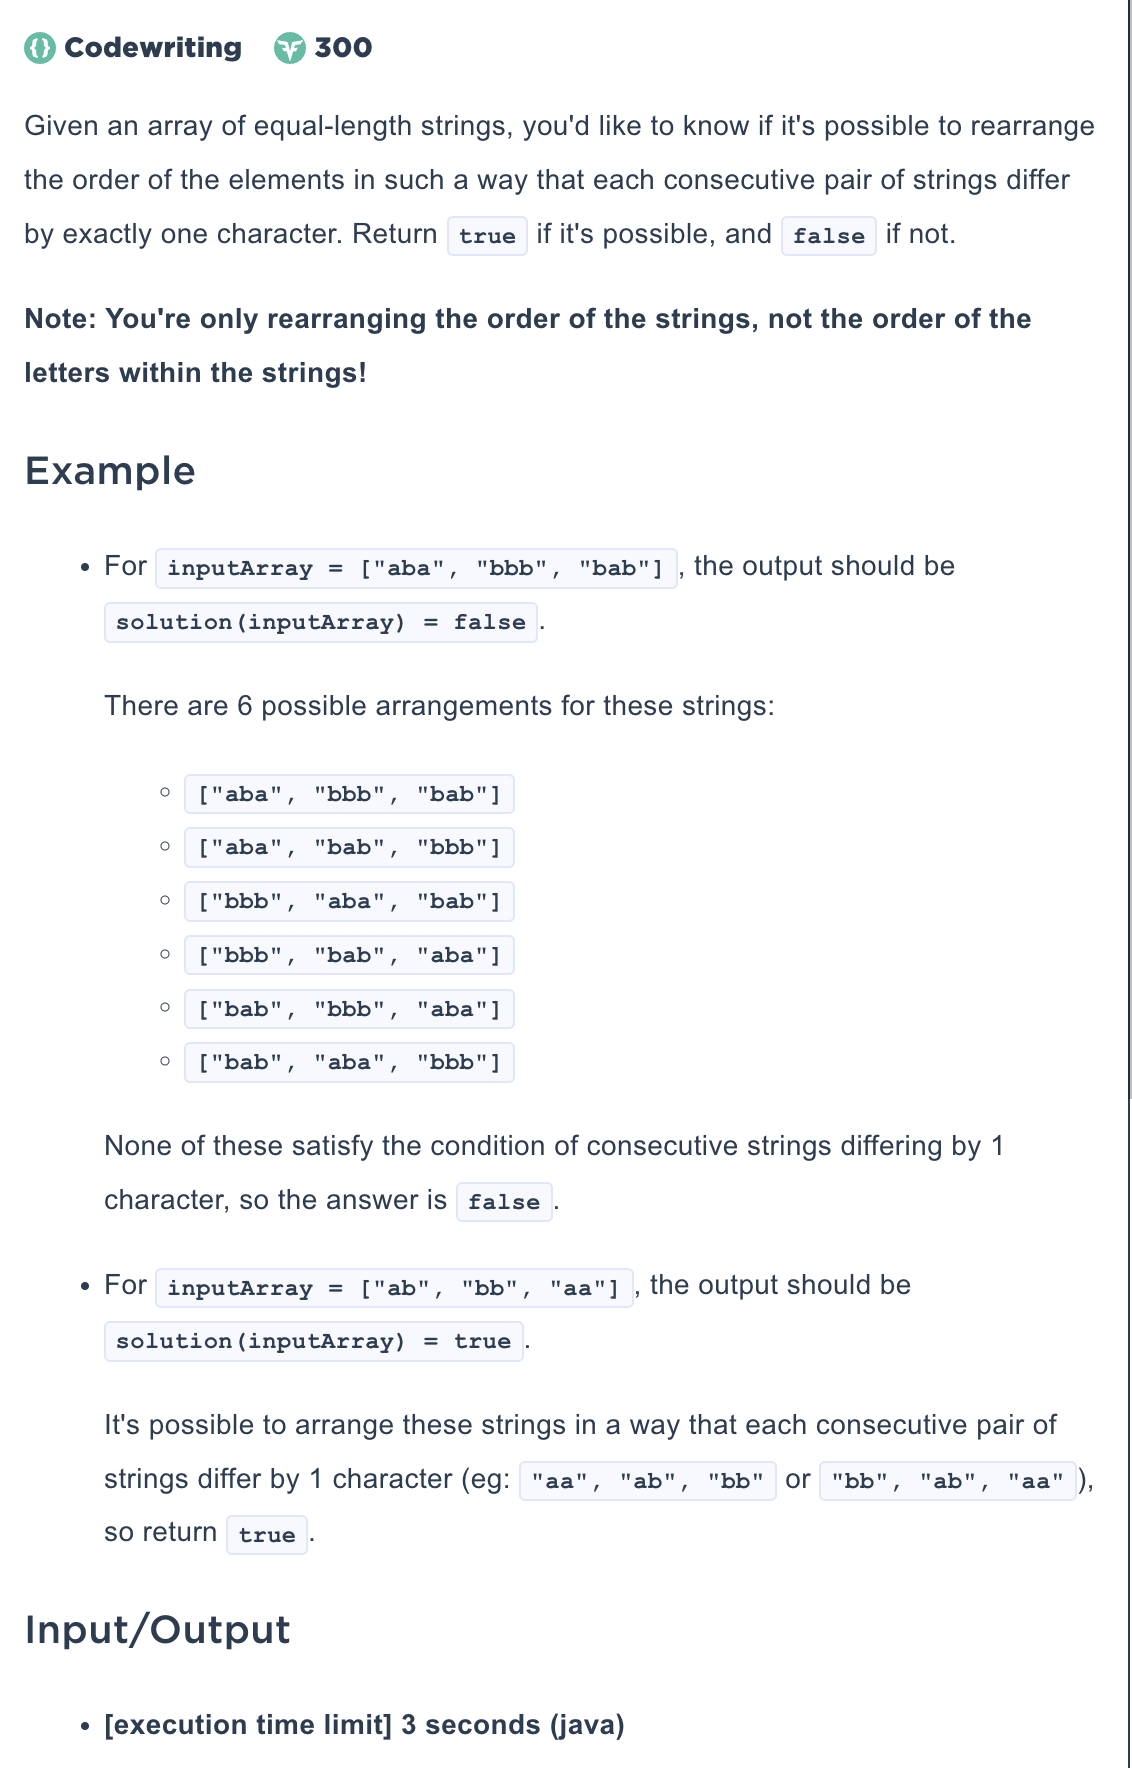 Codewriting 300
Given an array of equal-length strings, you'd like to know if it's possible to rearrange
the order of the elements in such a way that each consecutive pair of strings differ
by exactly one character. Return true if it's possible, and false if not.
Note: You're only rearranging the order of the strings, not the order of the
letters within the strings!
Example
• For inputArray = ["aba", "bbb", "bab"], the output should be
solution(inputArray) = false.
There are 6 possible arrangements for these strings:
◦ ["aba", "bbb", "bab"]
◦ ["aba", "bab", "bbb"]
◦ ["bbb", "aba", "bab"]
◦ ["bbb", "bab", "aba"]
◦ ["bab", "bbb", "aba"]
◦ ["bab", "aba", "bbb"]
None of these satisfy the condition of consecutive strings differing by 1
character, so the answer is false.
• For inputArray = ["ab", "bb", "aa"], the output should be
solution(inputArray) = true.
It's possible to arrange these strings in a way that each consecutive pair of
strings differ by 1 character (eg: "aa", "ab", "bb" or "bb", "ab", "aa"),
so return true.
Input/Output
• [execution time limit] 3 seconds (java)